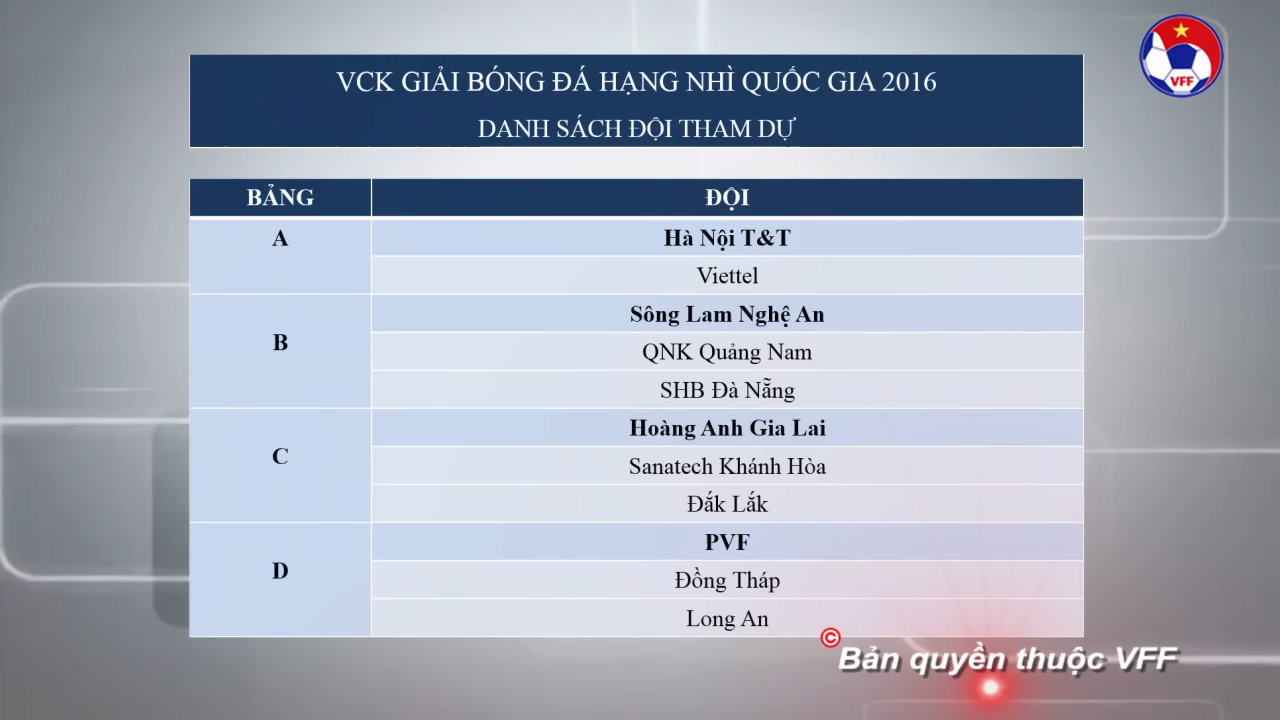 VCK GIẢI BÓNG ĐÁ HẠNG NHÌ QUỐC GIA 2016
DANH SÁCH ĐỘI THAM DỰ
VFF
BẢNG ĐỘI
A Hà Nội T&T
Viettel
B Sông Lam Nghệ An
QNK Quảng Nam
SHB Đà Nẵng
C Hoàng Anh Gia Lai
Sanatech Khánh Hòa
Đắk Lắk
D PVF
Đồng Tháp
Long An
© Bản quyền thuộc VFF